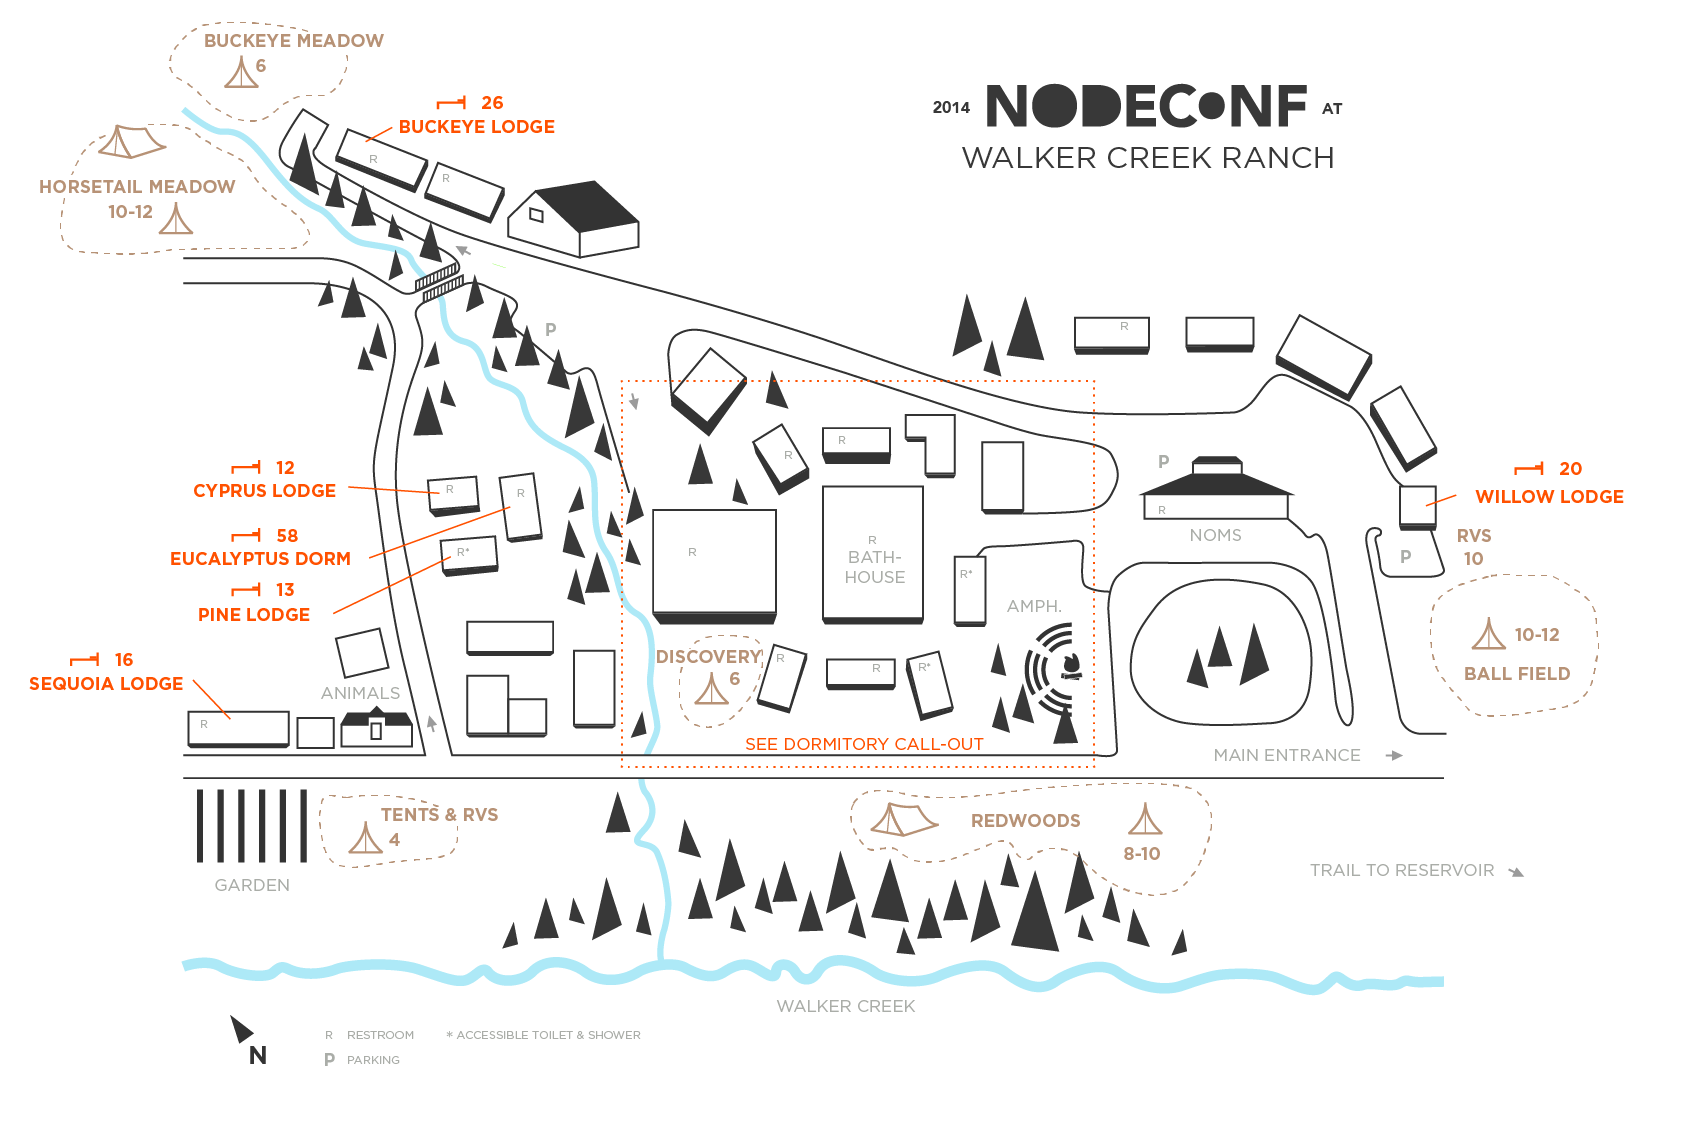 BUCKEYE MEADOW
6
26
BUCKEYE LODGE
2014 NODECONF AT
WALKER CREEK RANCH
HORSETAIL MEADOW
10-12
R
R
P
R
12
CYPRUS LODGE
58
EUCALYPTUS DORM
13
PINE LODGE
R
R
R*
R
R
P
R
NOMS
20
WILLOW LODGE
RVS
10
P
R
R
BATH-
HOUSE
R*
AMPH.
10-12
BALL FIELD
16
SEQUOIA LODGE
R
ANIMALS
DISCOVERY
6
R
R
R*
SEE DORMITORY CALL-OUT
MAIN ENTRANCE
GARDEN
TENTS & RVS
4
REDWOODS
8-10
TRAIL TO RESERVOIR
WALKER CREEK
N
R RESTROOM
* ACCESSIBLE TOILET & SHOWER
P PARKING